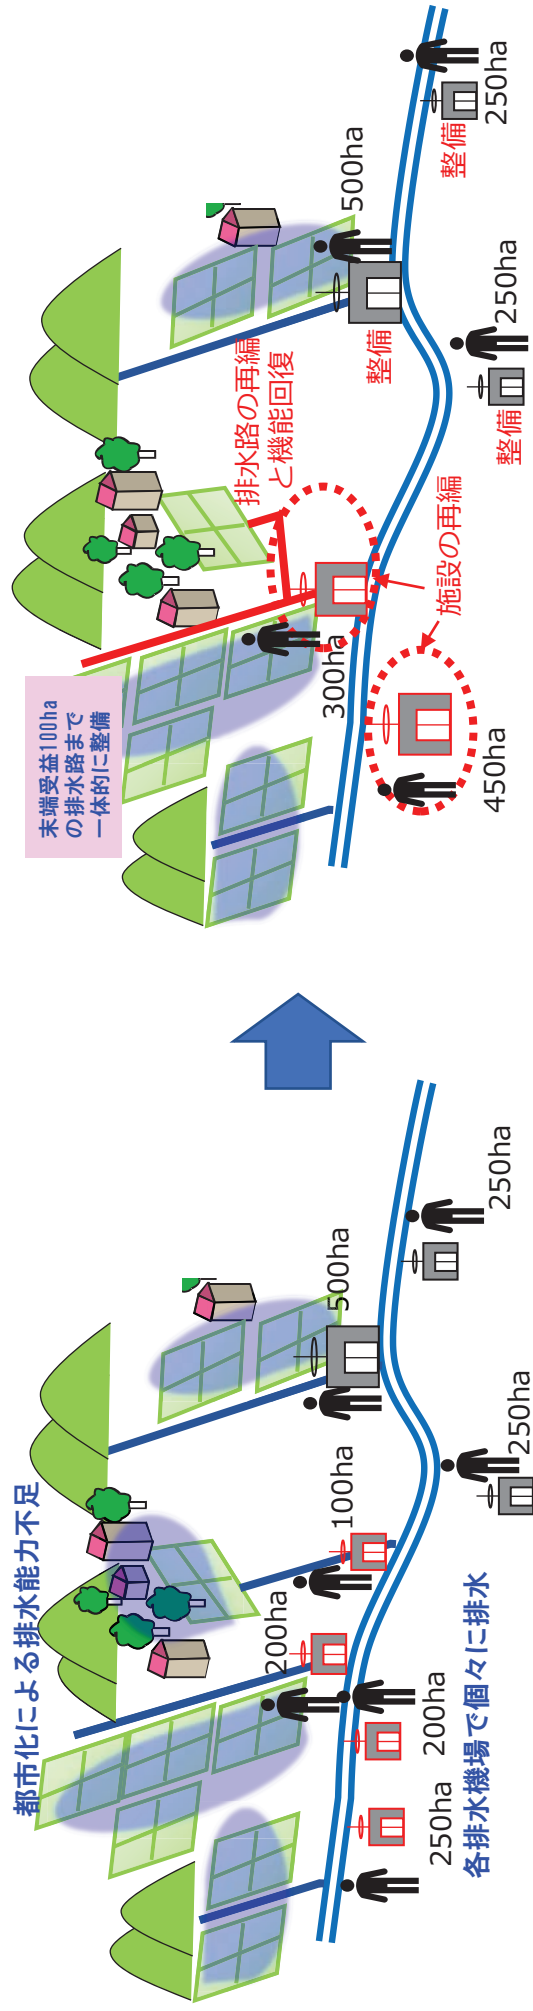 都市化による排水能力不足
200ha
100ha
500ha
250ha
200ha
250ha
250ha
各排水機場で個々に排水
末端受益100ha
の排水路まで
一体的に整備
排水路の再編
と機能回復
300ha
500ha
整備
450ha
施設の再編
整備
250ha
整備
250ha